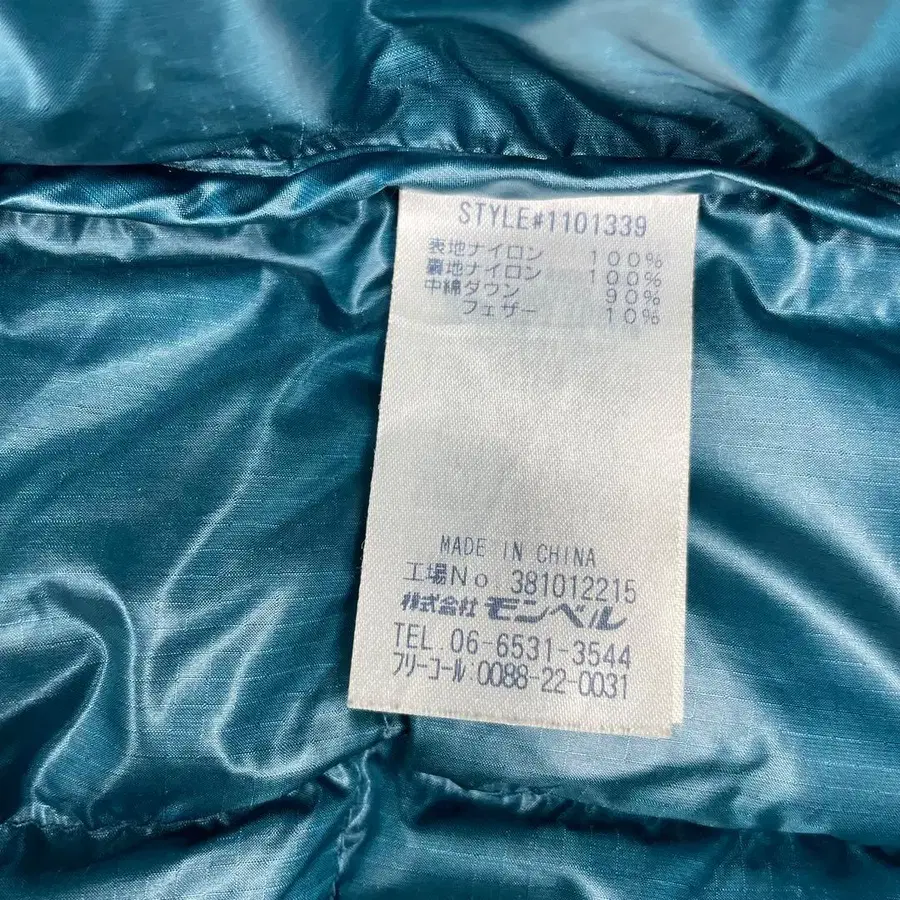 STYLE#1101339
表地ナイロン 100%
裏地ナイロン 100%
中綿ダウン 90%
フェザー 10%
MADE IN CHINA
工場No. 381012215
株式会社 モンベル
TEL.06-6531-3544
フリーコール:0088-22-0031